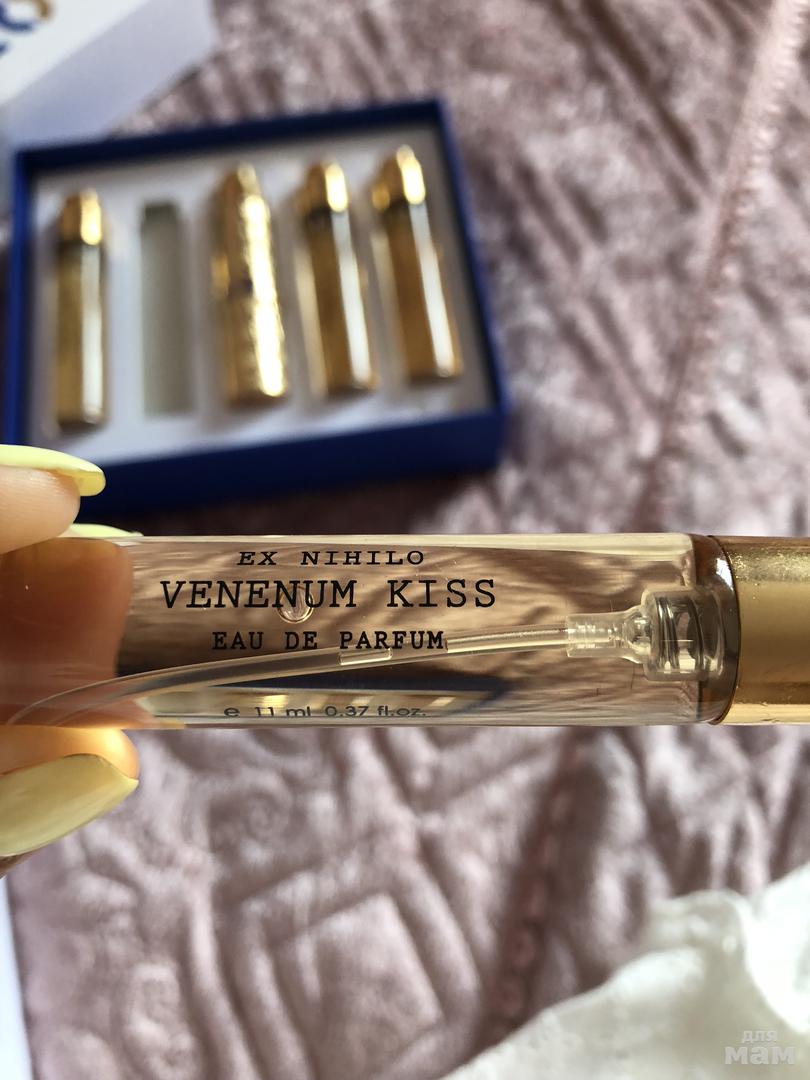 EX NIHILO
VENENUM KISS
EAU DE PARFUM
e 11 ml 0.37 fl.oz.
для
мам